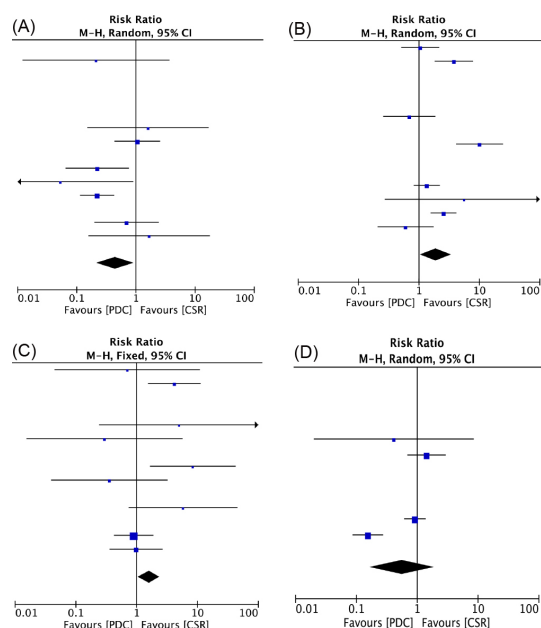 (A)
Risk Ratio
M-H, Random, 95% CI
0.01 0.1 1 10 100
Favours [PDC] Favours [CSR]
(B)
Risk Ratio
M-H, Random, 95% CI
0.01 0.1 1 10 100
Favours [PDC] Favours [CSR]
(C)
Risk Ratio
M-H, Fixed, 95% CI
0.01 0.1 1 10 100
Favours [PDC] Favours [CSR]
(D)
Risk Ratio
M-H, Random, 95% CI
0.01 0.1 1 10 100
Favours [PDC] Favours [CSR]